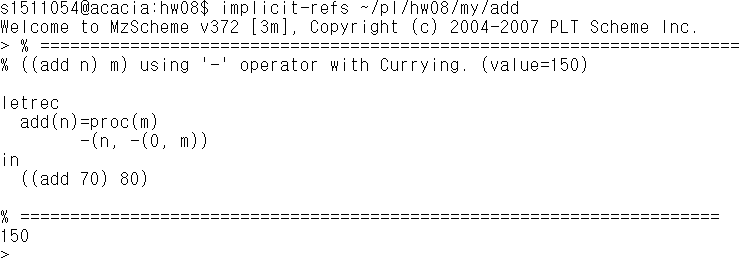 s1511054@acacia:hw08$ implicit-refs ~/pl/hw08/my/add
Welcome to MzScheme v372 [3m], Copyright (c) 2004-2007 PLT Scheme Inc.
> % ======================================================================
% ((add n) m) using '-' operator with Currying. (value=150)
letrec
  add(n)=proc(m)
        -(n, -(0, m))
in
  ((add 70) 80)
% ======================================================================
150
>